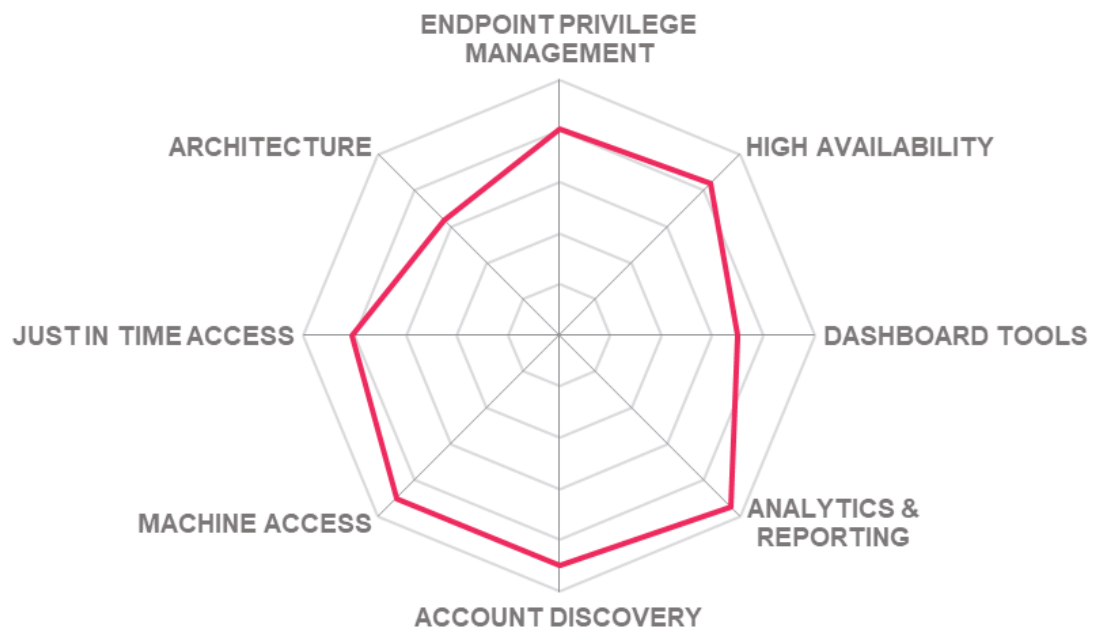 ENDPOINT PRIVILEGE
MANAGEMENT
ARCHITECTURE
HIGH AVAILABILITY
JUST IN TIME ACCESS
DASHBOARD TOOLS
MACHINE ACCESS
ANALYTICS &
REPORTING
ACCOUNT DISCOVERY